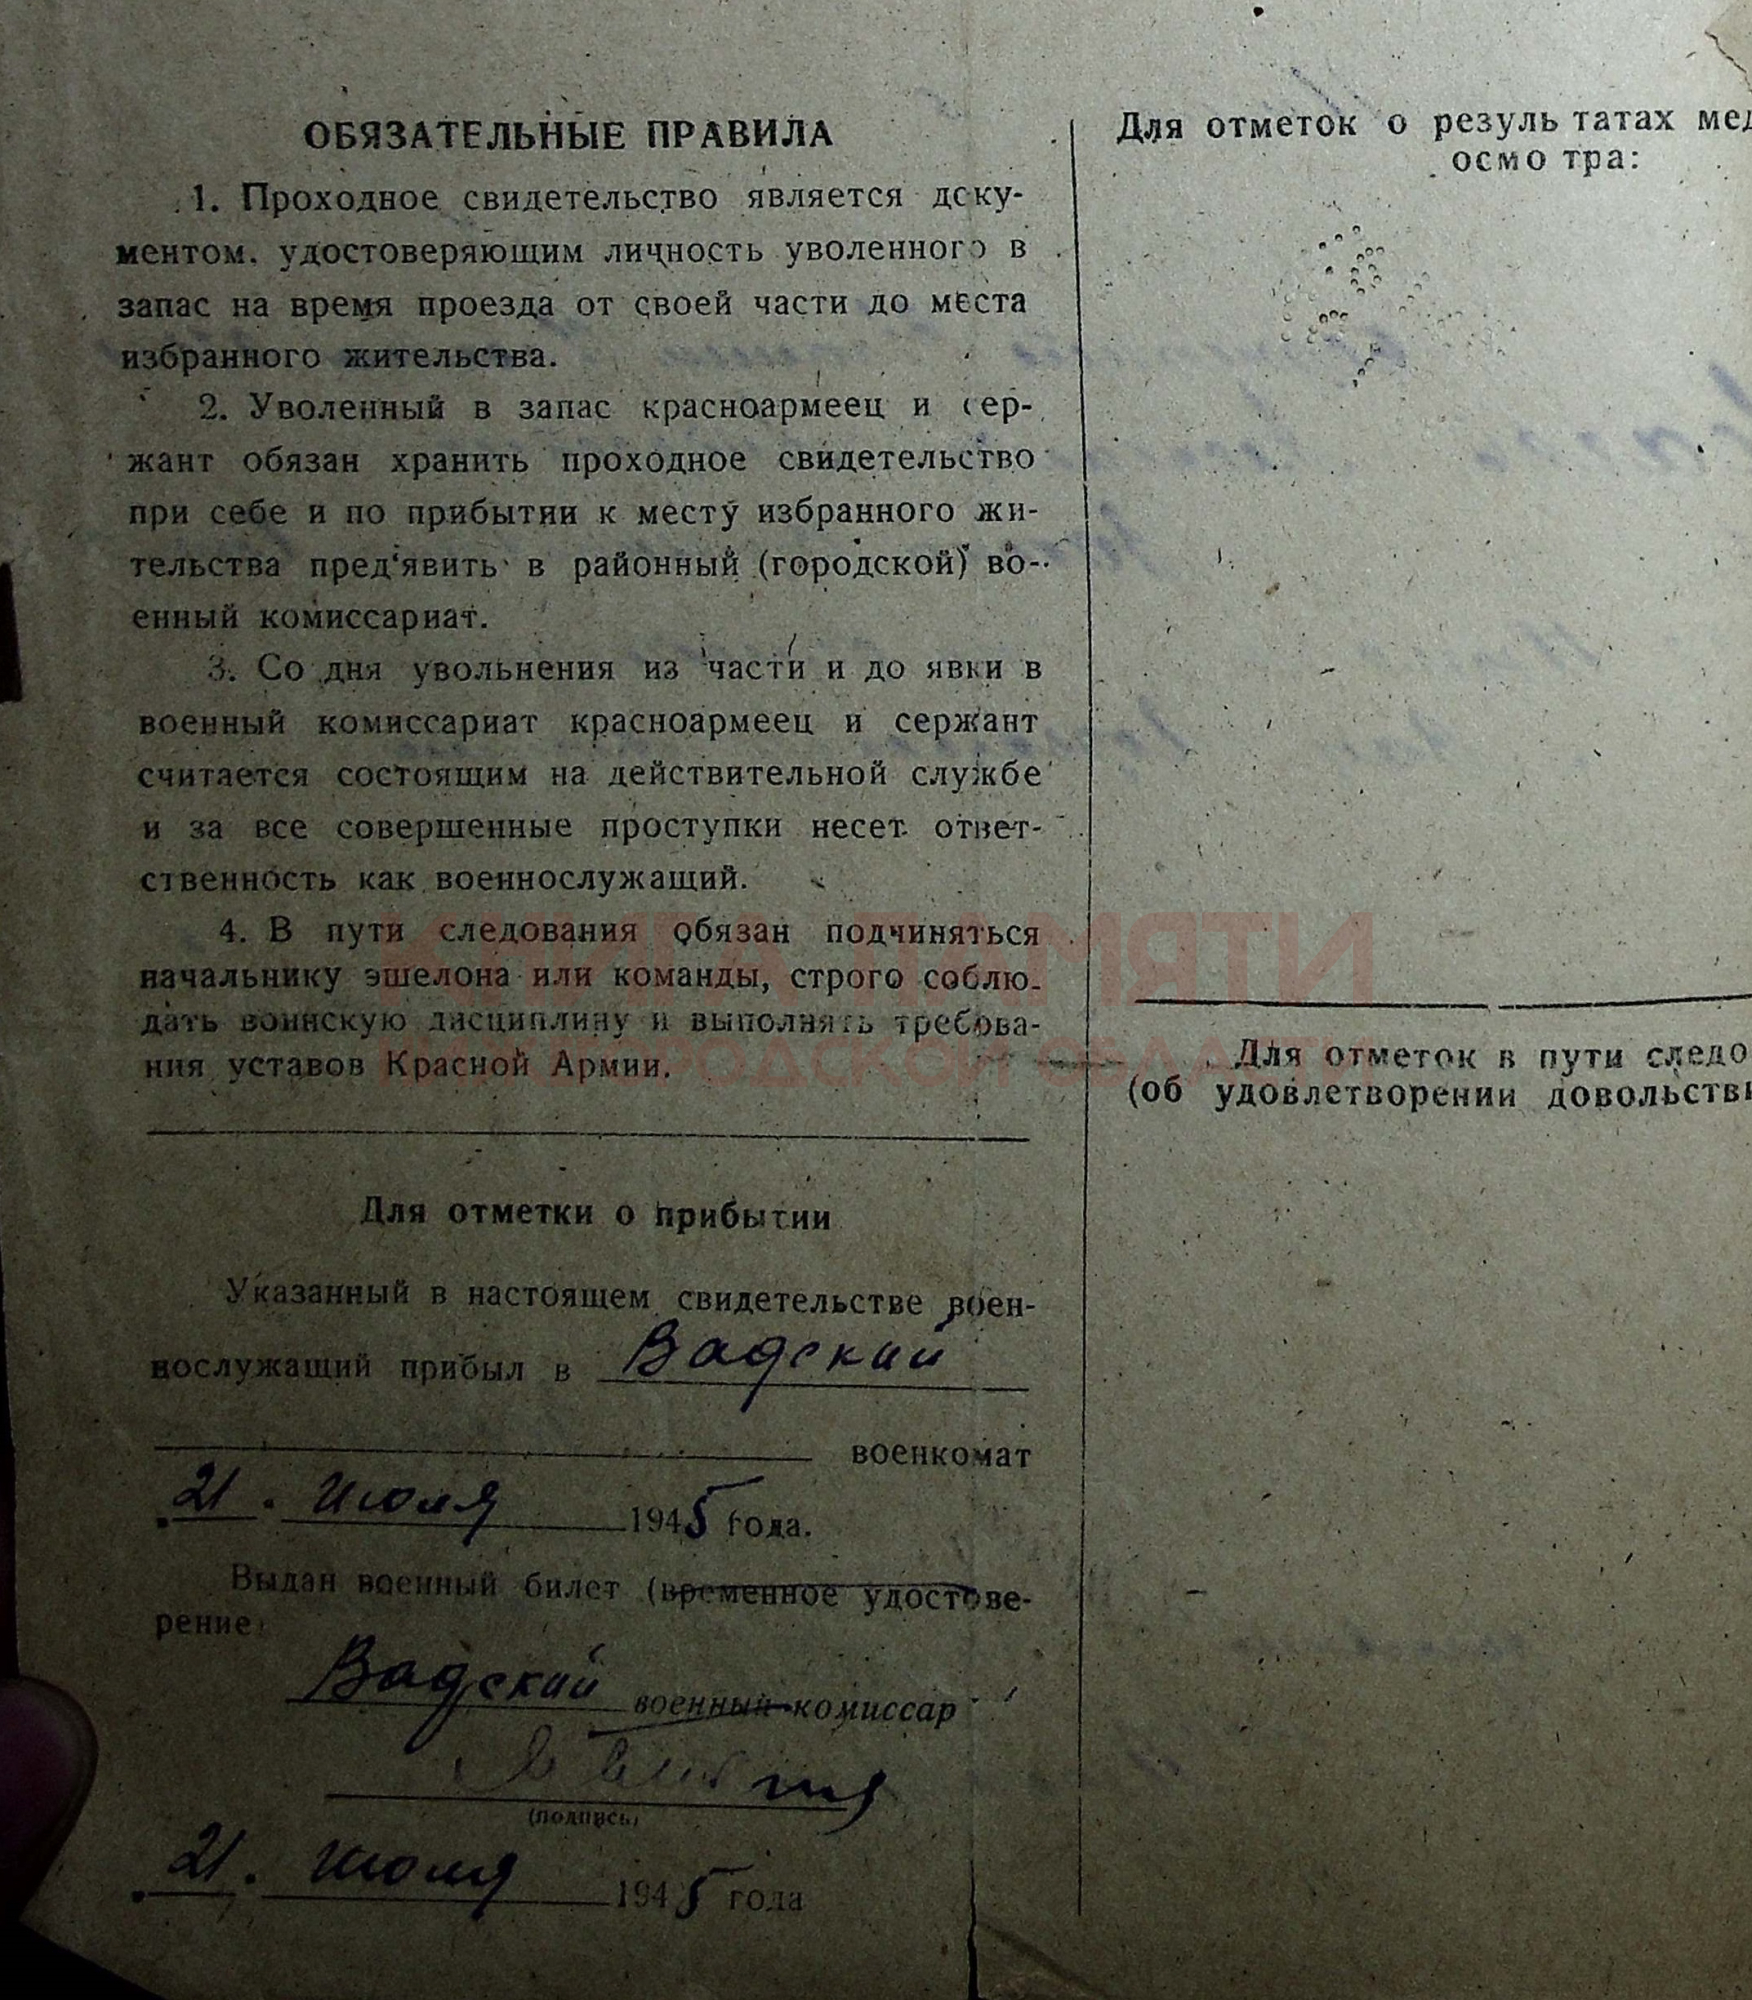 ОБЯЗАТЕЛЬНЫЕ ПРАВИЛА
1. Проходное свидетельство является доку-
ментом. удостоверяющим личность уволенного в
запас на время проезда от своей части до места
избранного жительства.
2. Уволенный в запас красноармеец и сер-
жант обязан хранить проходное свидетельство
при себе и по прибытии к месту избранного жи-
тельства пред‘явить в районный (городской) во-
енный комиссариат.
3. Со дня увольнения из части и до явки в
военный комиссариат красноармеец и сержант
считается состоящим на действительной службе
и за все совершенные проступки несет ответ-
ственность как военнослужащий.
4. В пути следования обязан подчиняться
начальнику эшелона или команды, строго соблю-
дать воинскую дисциплину и выполнять требова-
ния уставов Красной Армии.
Для отметки о прибытии
Указанный в настоящем свидетельстве воен-
нослужащий прибыл в Вадский
военкомат
21. июля 1945 года.
Выдан военный билет (временное удостове-
рение)
Вадский военный комиссар
(подпись)
21. июля 1945 года
Для отметок о резуль татах мед
осмо тра:
Для отметок в пути следо
(об удовлетворении довольстви
КНИГА ПАМЯТИ
НИЖЕГОРОДСКОЙ ОБЛАСТИ